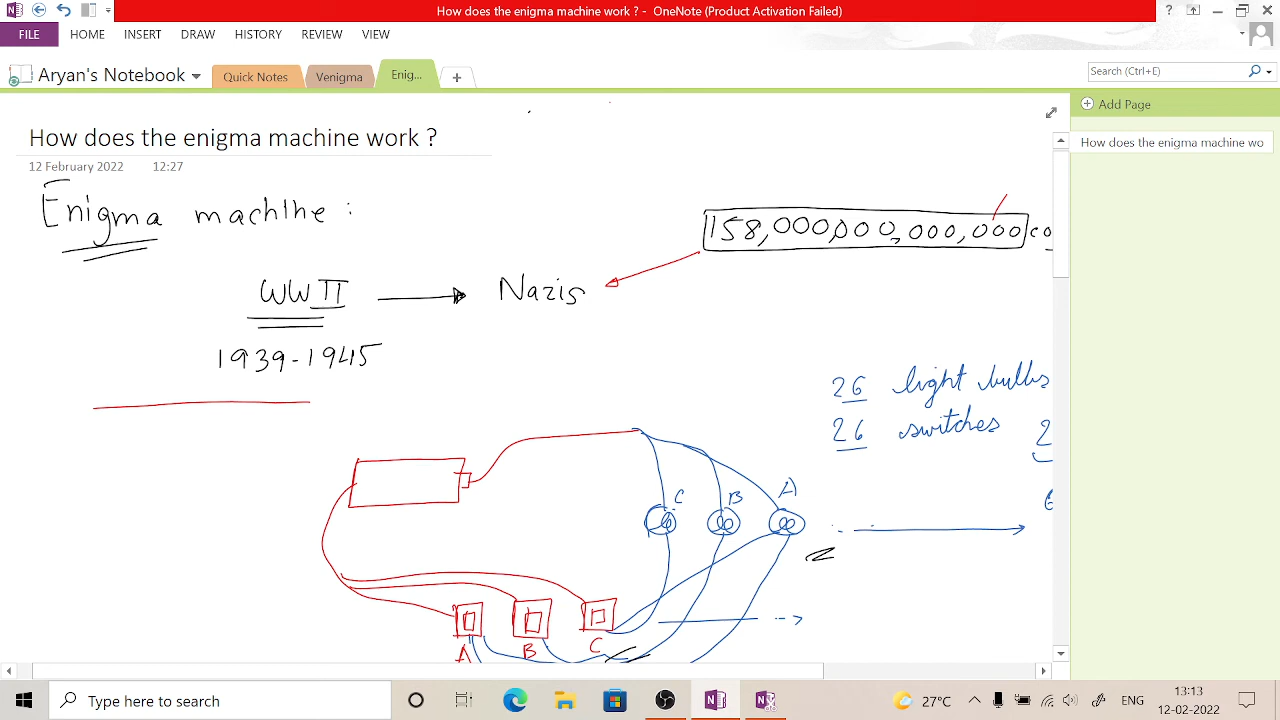 How does the enigma machine work ? - OneNote (Product Activation Failed)
FILE HOME INSERT DRAW HISTORY REVIEW VIEW
Aryan's Notebook Quick Notes Venigma Enig...
Search (Ctrl+E)
Add Page
How does the enigma machine wo
How does the enigma machine work ?
12 February 2022 12:27
Enigma machine :
158,000,000,000,000 co
WWII Nazis
1939-1945
26 light bulbs
26 switches 2
C B A
A B C
Type here to search
27°C ENG 13:13
12-02-2022